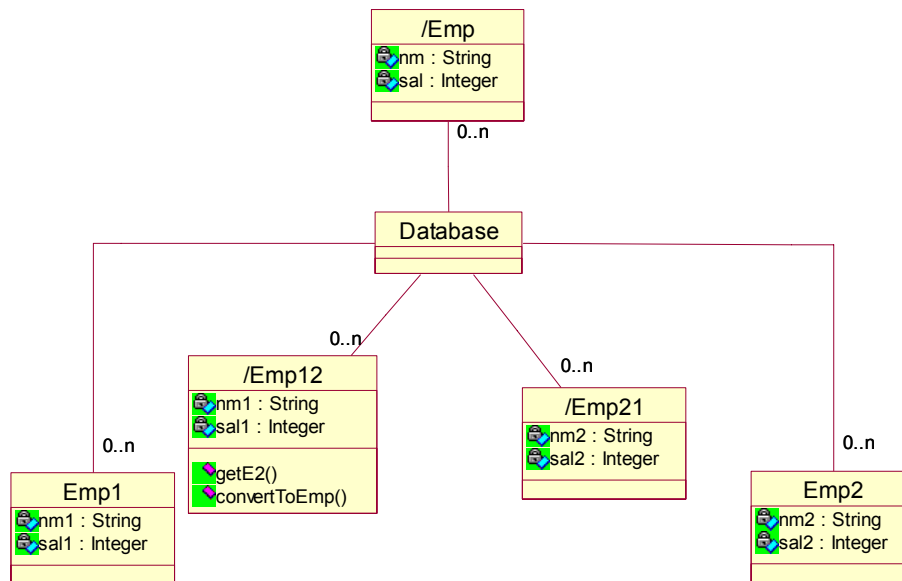 /Emp
nm : String
sal : Integer
0..n
Database
0..n
/Emp12
nm1 : String
sal1 : Integer
getE2()
convertToEmp()
0..n
/Emp21
nm2 : String
sal2 : Integer
0..n
Emp1
nm1 : String
sal1 : Integer
0..n
Emp2
nm2 : String
sal2 : Integer